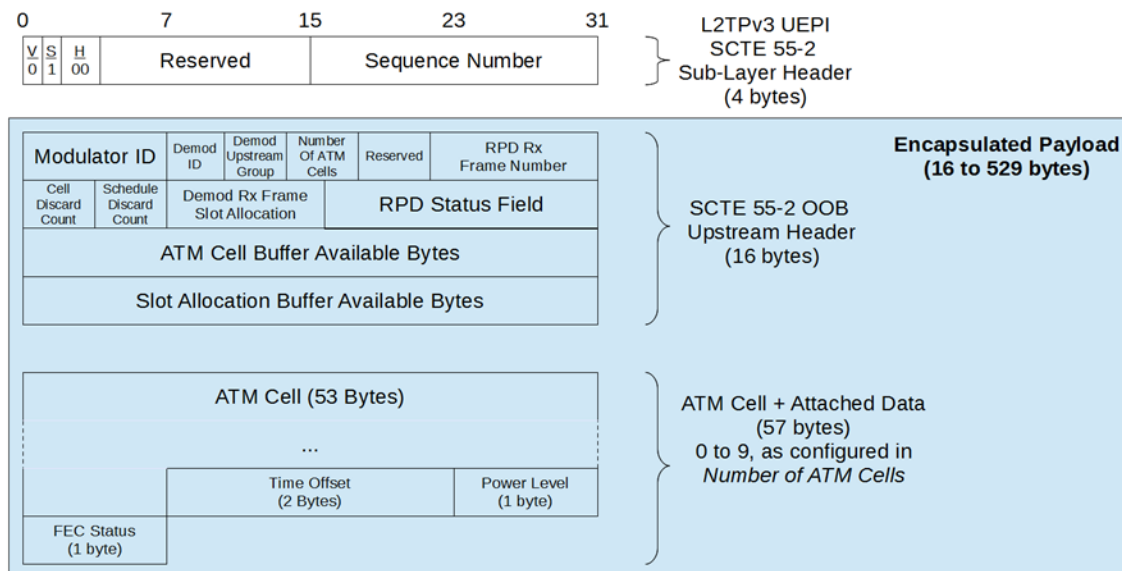 0 7 15 23 31
V
0
S
1
H
00
Reserved
Sequence Number
L2TPv3 UEPI
SCTE 55-2
Sub-Layer Header
(4 bytes)
Encapsulated Payload
(16 to 529 bytes)
Modulator ID
Demod
ID
Demod
Upstream
Group
Number
Of ATM
Cells
Reserved
RPD Rx
Frame Number
Cell
Discard
Count
Schedule
Discard
Count
Demod Rx Frame
Slot Allocation
RPD Status Field
ATM Cell Buffer Available Bytes
Slot Allocation Buffer Available Bytes
SCTE 55-2 OOB
Upstream Header
(16 bytes)
ATM Cell (53 Bytes)
...
Time Offset
(2 Bytes)
Power Level
(1 byte)
FEC Status
(1 byte)
ATM Cell + Attached Data
(57 bytes)
0 to 9, as configured in
Number of ATM Cells